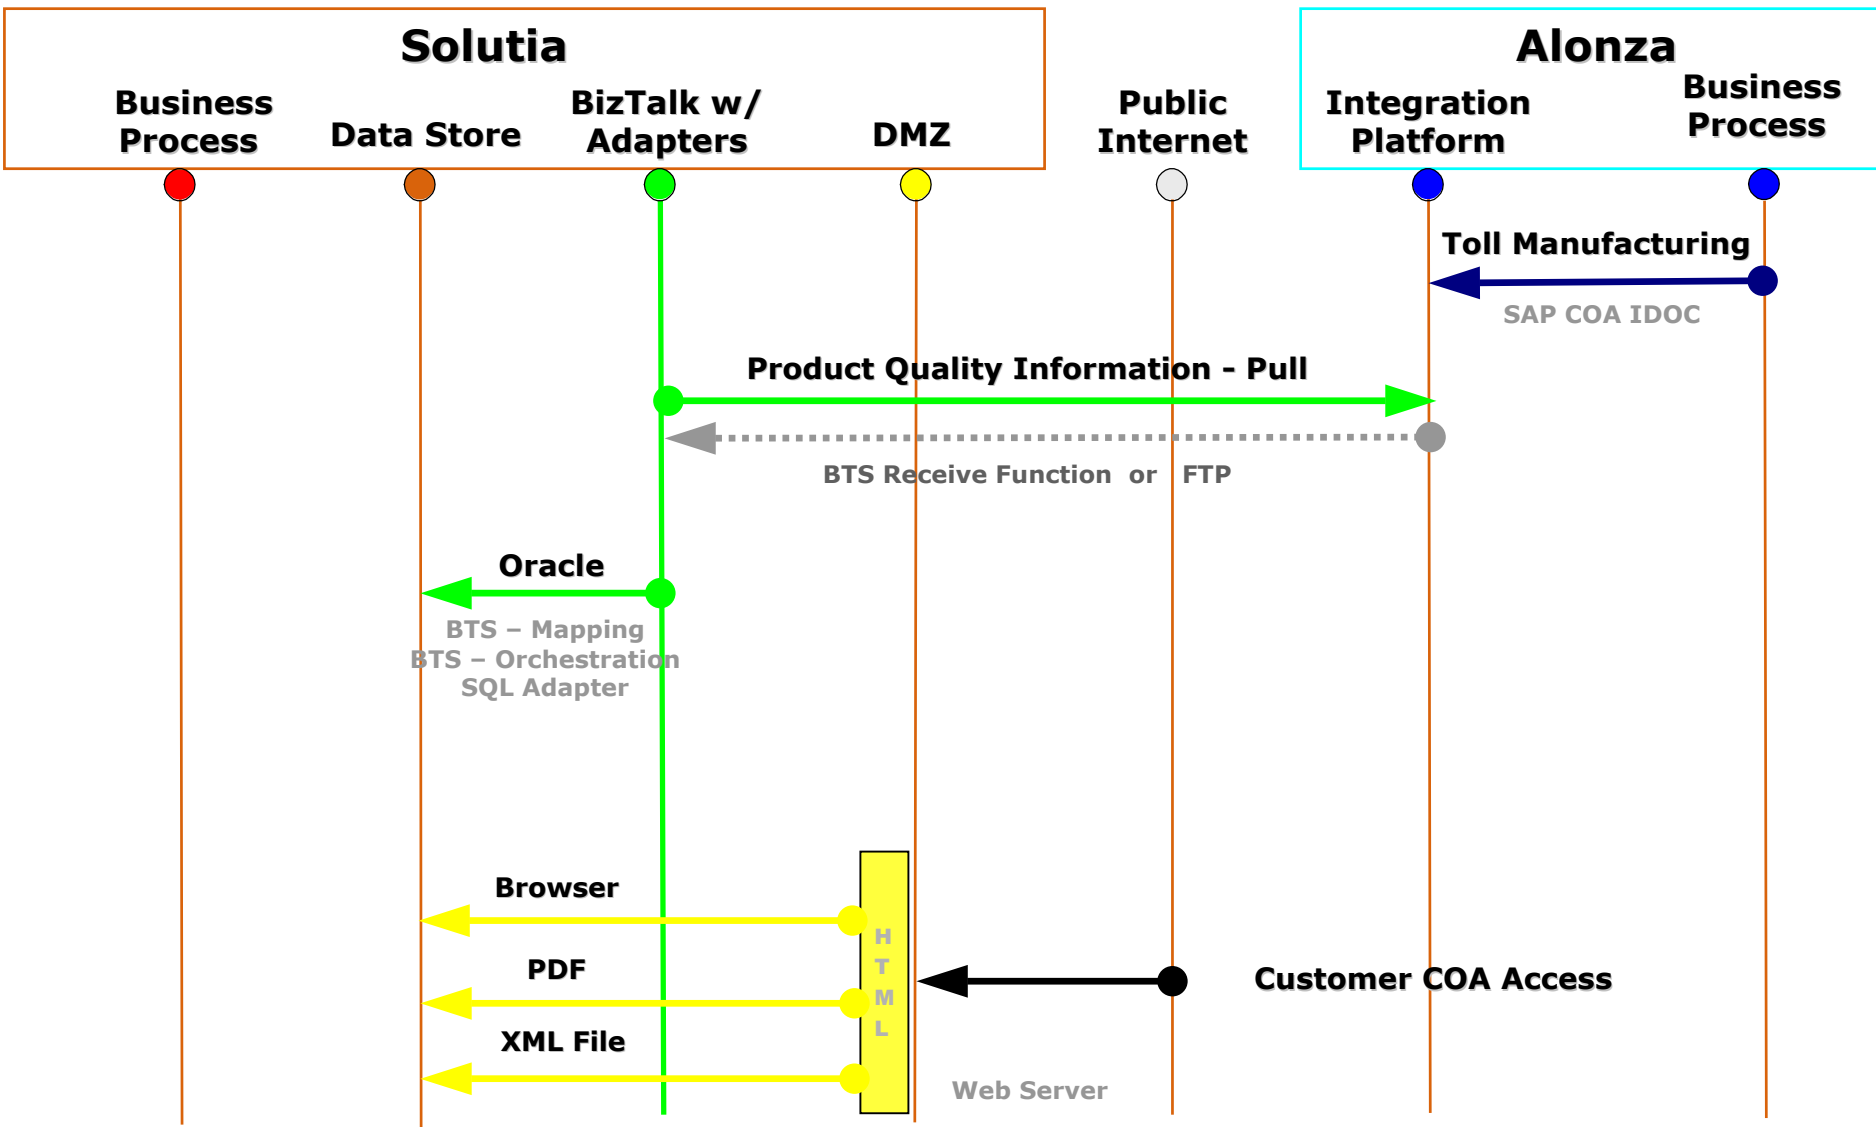 Solutia
Alonza
Business
Process
Data Store
BizTalk w/
Adapters
DMZ
Public
Internet
Integration
Platform
Business
Process
Toll Manufacturing
SAP COA IDOC
Product Quality Information - Pull
BTS Receive Function or FTP
Oracle
BTS – Mapping
BTS – Orchestration
SQL Adapter
Browser
PDF
XML File
H
T
M
L
Customer COA Access
Web Server